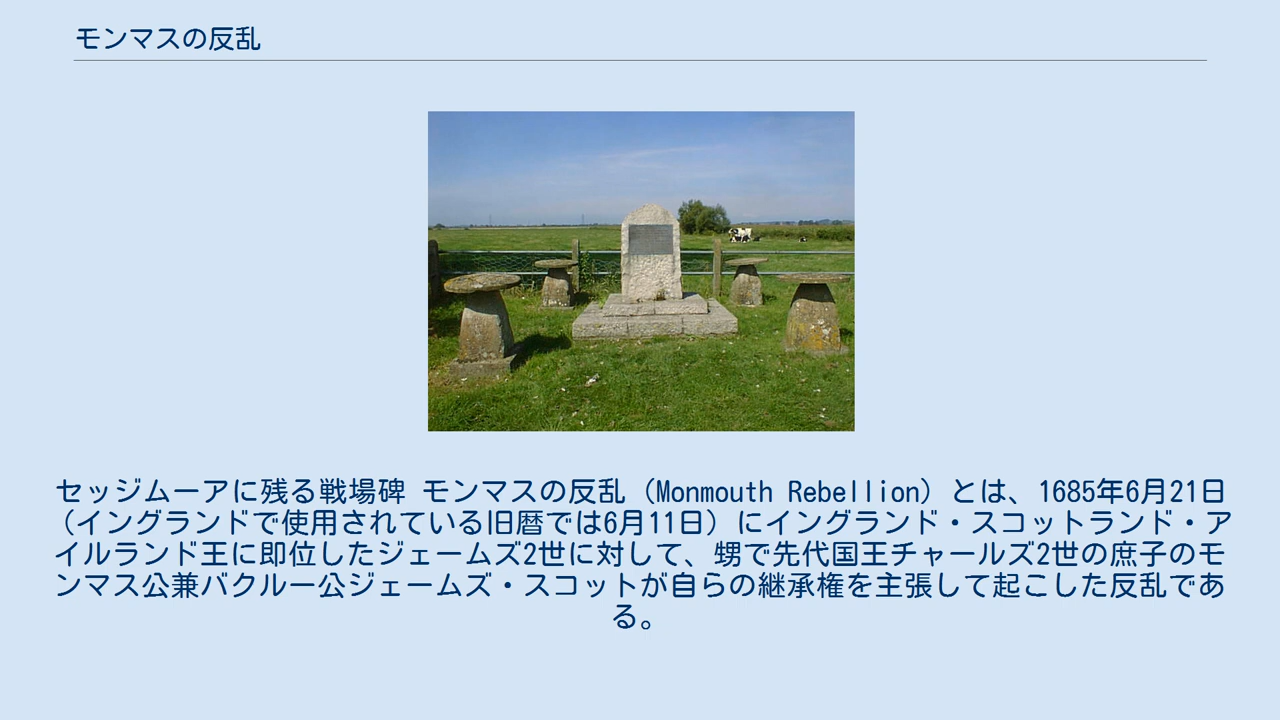 モンマスの反乱
セッジムーアに残る戦場碑 モンマスの反乱（Monmouth Rebellion）とは、1685年6月21日
（イングランドで使用されている旧暦では6月11日）にイングランド・スコットランド・ア
イルランド王に即位したジェームズ2世に対して、甥で先代国王チャールズ2世の庶子のモ
ンマス公兼バクルー公ジェームズ・スコットが自らの継承権を主張して起こした反乱であ
る。